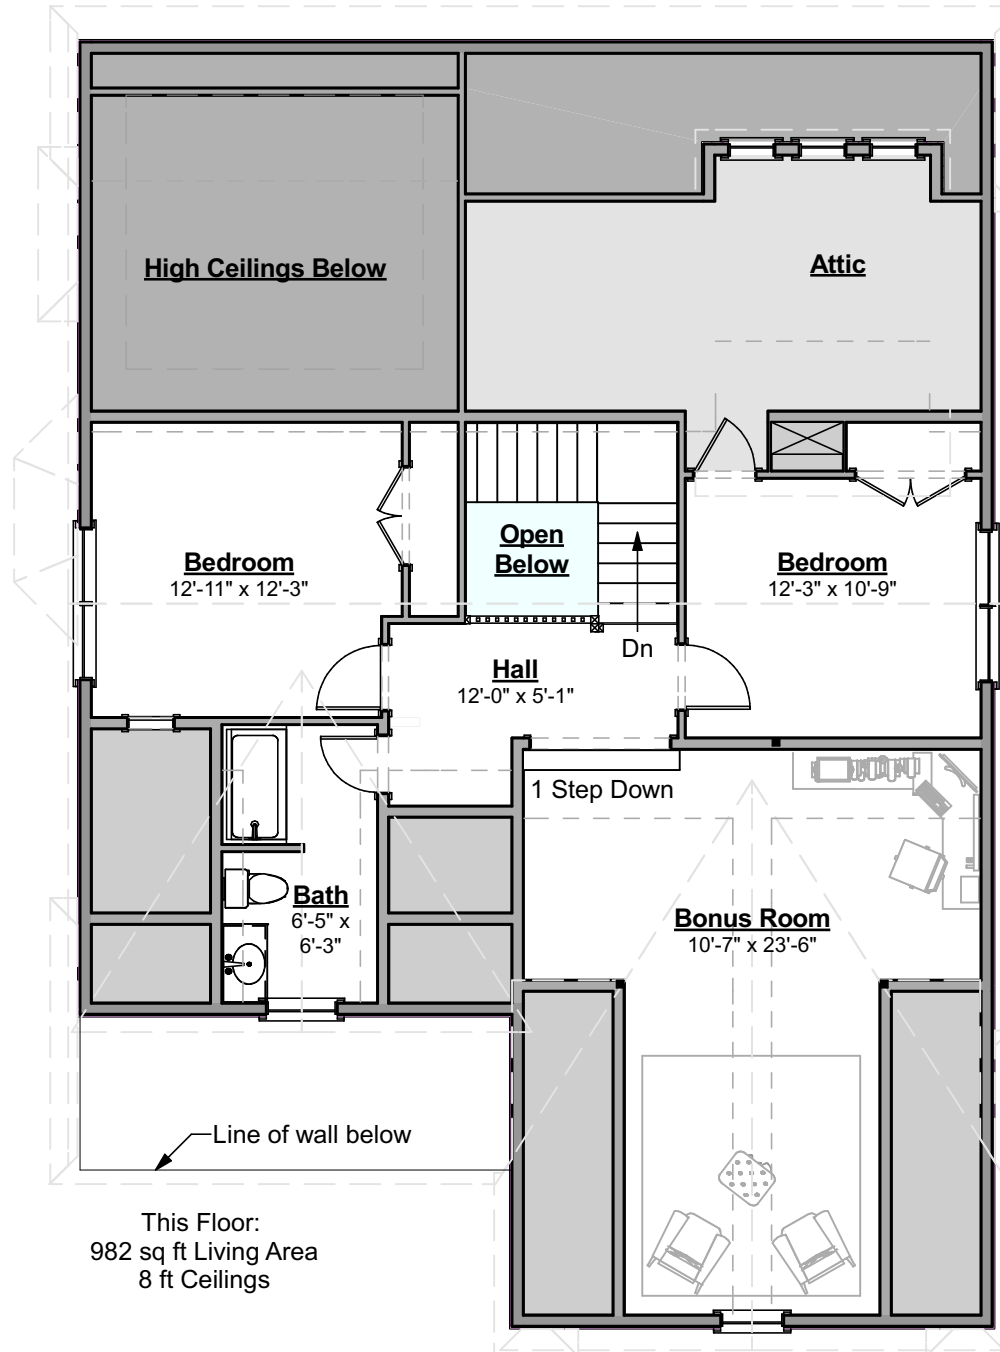 High Ceilings Below
Attic
Bedroom
12'-11" x 12'-3"
Open
Below
Bedroom
12'-3" x 10'-9"
Dn
Hall
12'-0" x 5'-1"
1 Step Down
Bath
6'-5" x
6'-3"
Bonus Room
10'-7" x 23'-6"
Line of wall below
This Floor:
982 sq ft Living Area
8 ft Ceilings